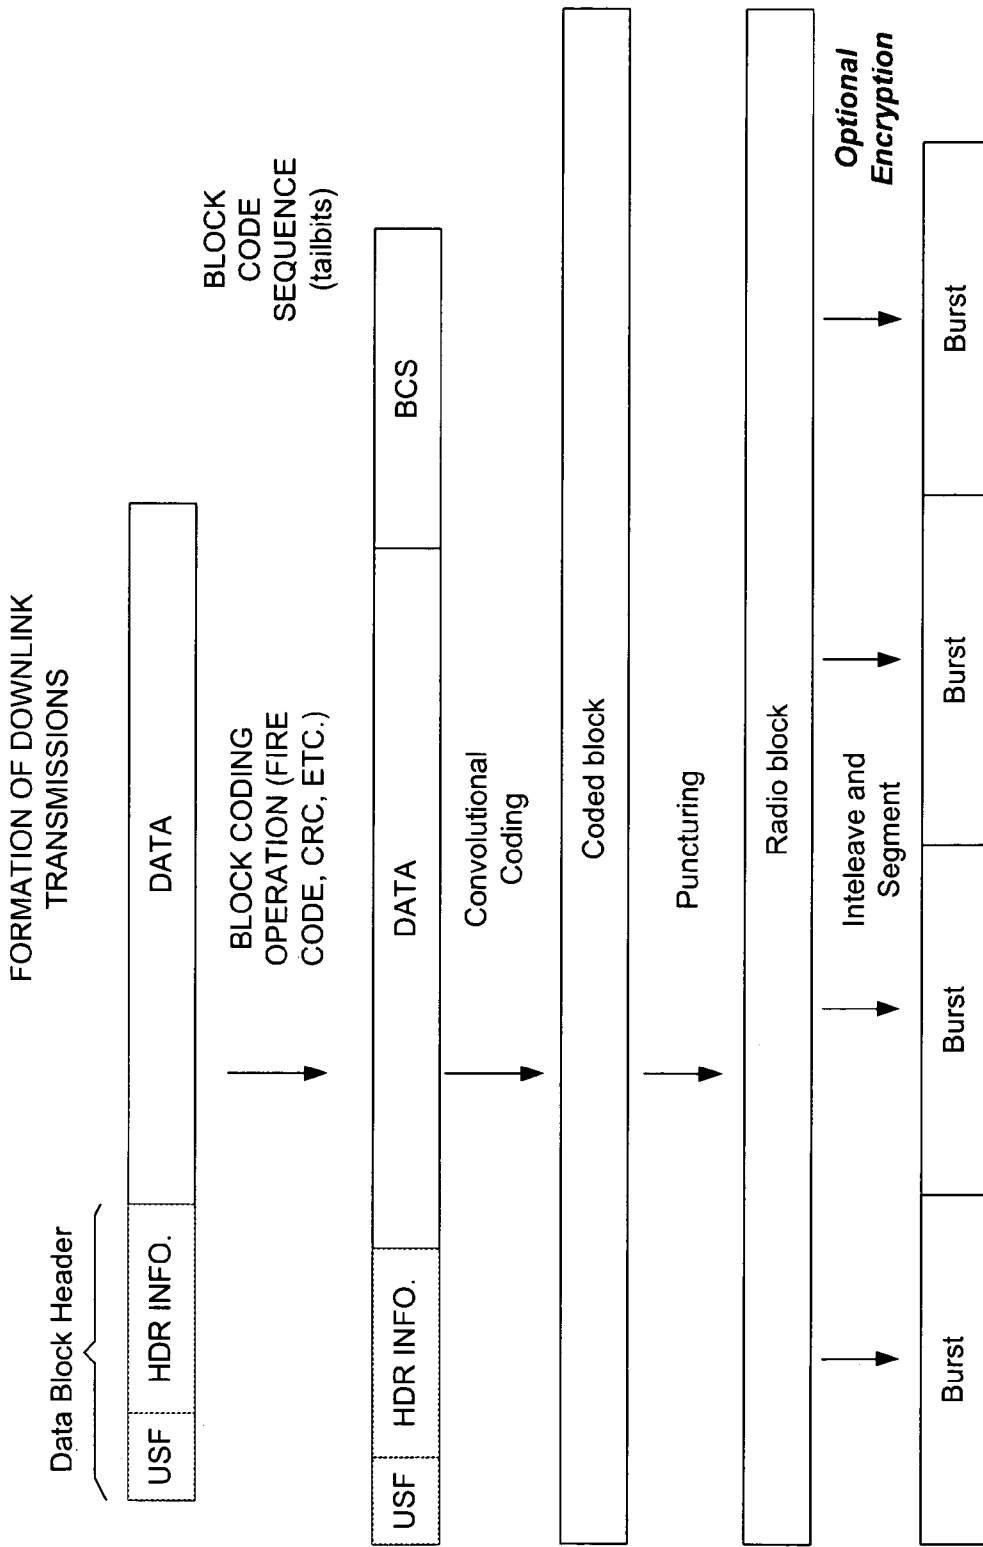 FORMATION OF DOWNLINK
TRANSMISSIONS
Data Block Header
USF
HDR INFO.
DATA
BLOCK CODING
OPERATION (FIRE
CODE, CRC, ETC.)
BLOCK
CODE
SEQUENCE
(tailbits)
USF
HDR INFO.
DATA
BCS
Convolutional
Coding
Coded block
Puncturing
Radio block
Inteleave and
Segment
Optional
Encryption
Burst
Burst
Burst
Burst